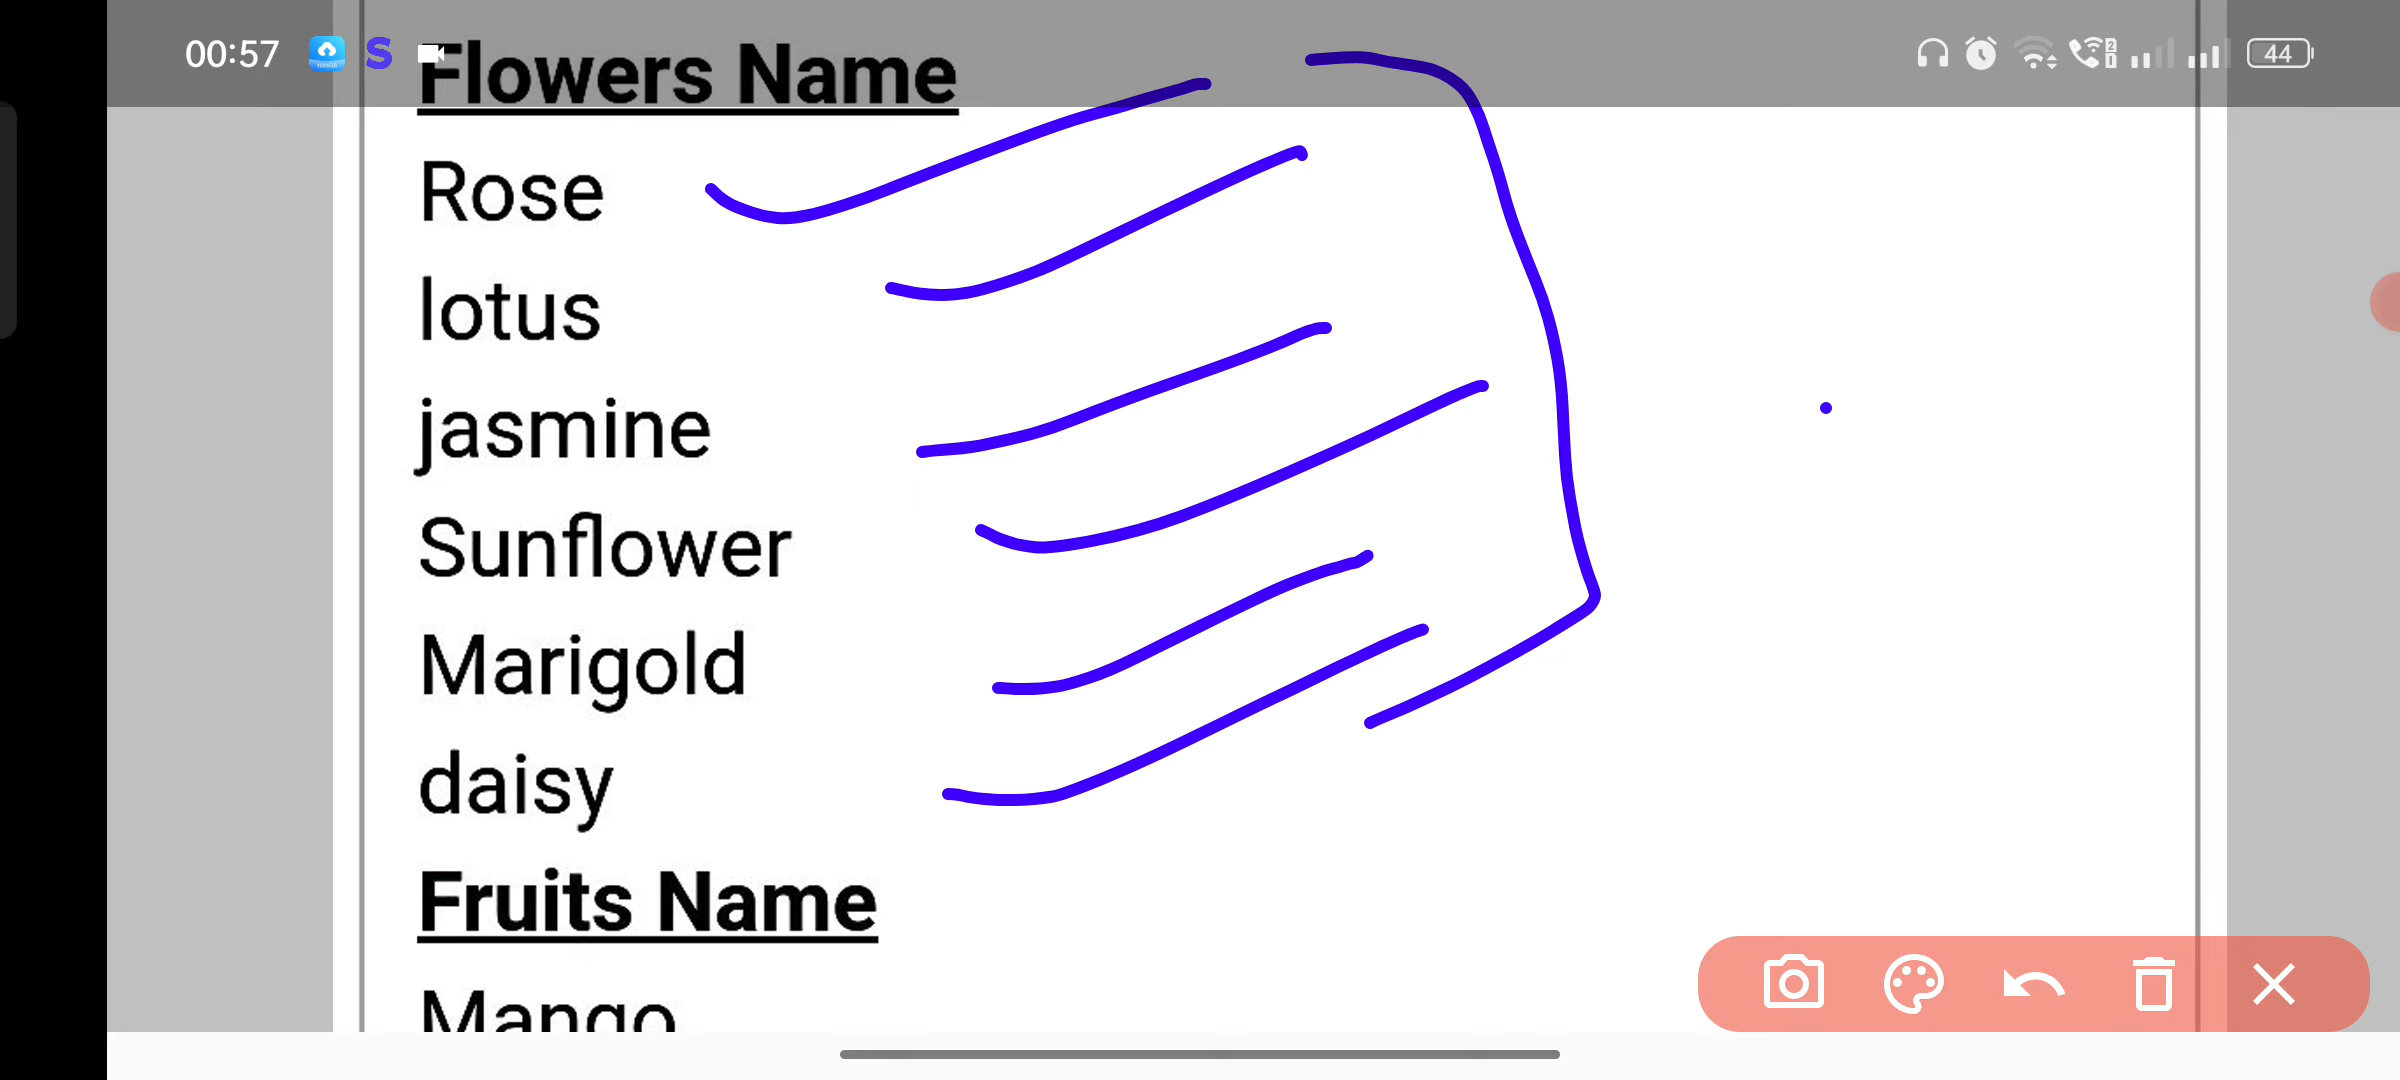 00:57 S 44
Flowers Name
Rose
lotus
jasmine
Sunflower
Marigold
daisy
Fruits Name
Mango